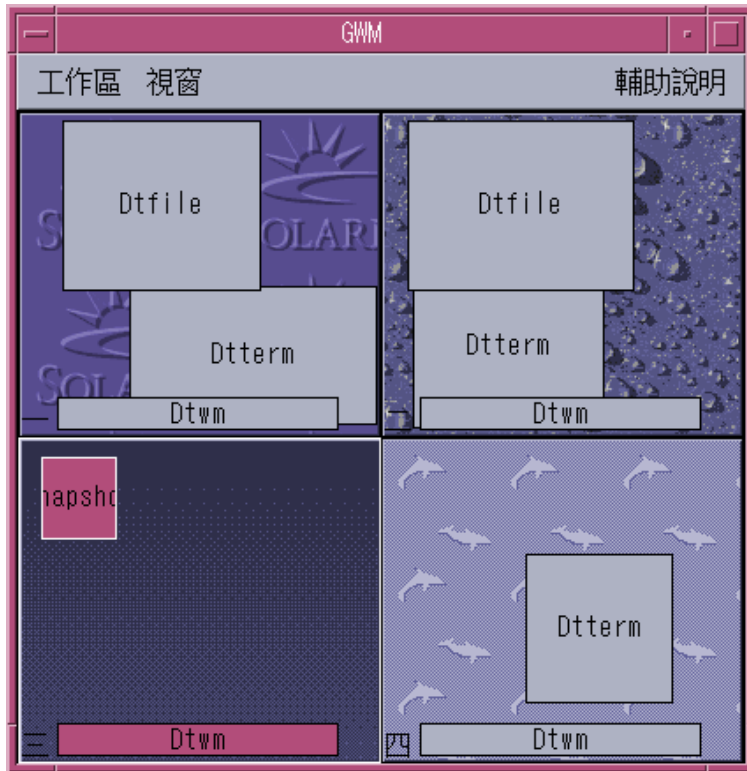 GWM
工作區 視窗 輔助說明
Dtfile
Dtterm
一 Dtwm
Dtfile
Dtterm
二 Dtwm
napsho
三 Dtwm
Dtterm
四 Dtwm